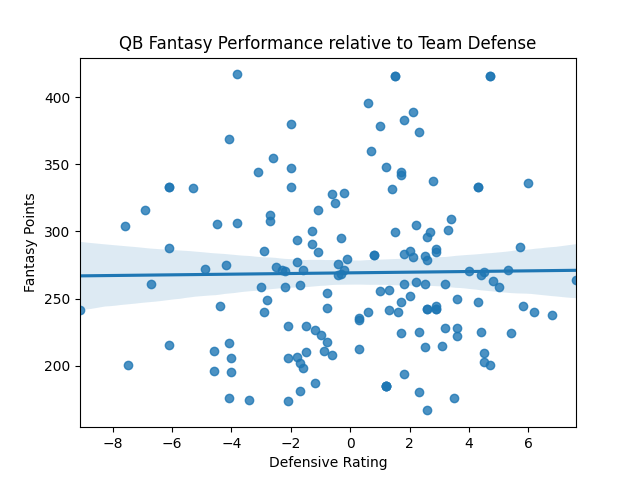 QB Fantasy Performance relative to Team Defense
400
350
300
250
200
Fantasy Points
−8 −6 −4 −2 0 2 4 6
Defensive Rating